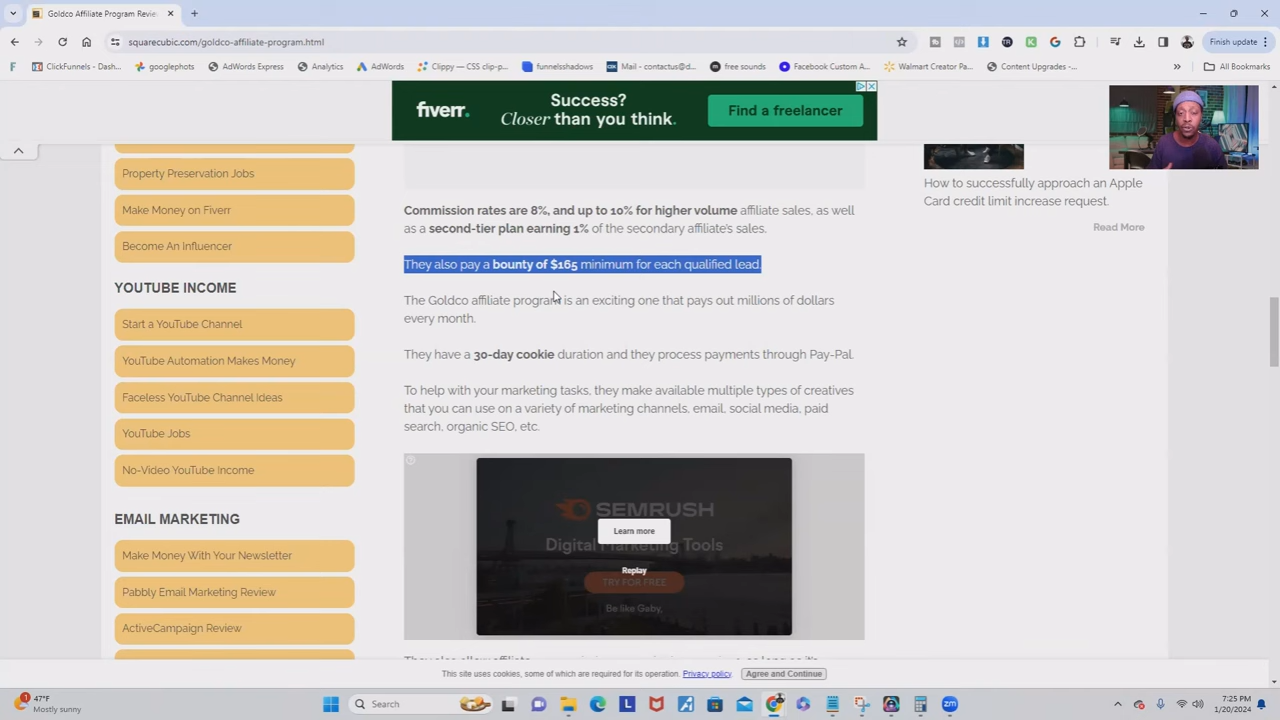 Goldco Affiliate Program Review
Finish update
squarecubic.com/goldco-affiliate-program.html
ClickFunnels - Dash...
googlephots
AdWords Express
Analytics
AdWords
Clippy — CSS clip-p...
funnelsshadows
Mail - contactus@d...
free sounds
Facebook Custom A...
Walmart Creator Pa...
Content Upgrades -...
All Bookmarks
fiverr.
Success?
Closer than you think.
Find a freelancer
Property Preservation Jobs
Make Money on Fiverr
Become An Influencer
YOUTUBE INCOME
Start a YouTube Channel
YouTube Automation Makes Money
Faceless YouTube Channel Ideas
YouTube Jobs
No-Video YouTube Income
EMAIL MARKETING
Make Money With Your Newsletter
Pabbly Email Marketing Review
ActiveCampaign Review
Commission rates are 8%, and up to 10% for higher volume affiliate sales, as well
as a second-tier plan earning 1% of the secondary affiliate's sales.
They also pay a bounty of $165 minimum for each qualified lead.
The Goldco affiliate program is an exciting one that pays out millions of dollars
every month.
They have a 30-day cookie duration and they process payments through Pay-Pal.
To help with your marketing tasks, they make available multiple types of creatives
that you can use on a variety of marketing channels, email, social media, paid
search, organic SEO, etc.
SEMRUSH
Learn more
Digital Marketing Tools
Replay
TRY FOR FREE
Be like Gaby,
How to successfully approach an Apple
Card credit limit increase request.
Read More
This site uses cookies, some of which are required for its operation. Privacy policy. Agree and Continue
47°F
Mostly sunny
Search
7:25 PM
1/20/2024